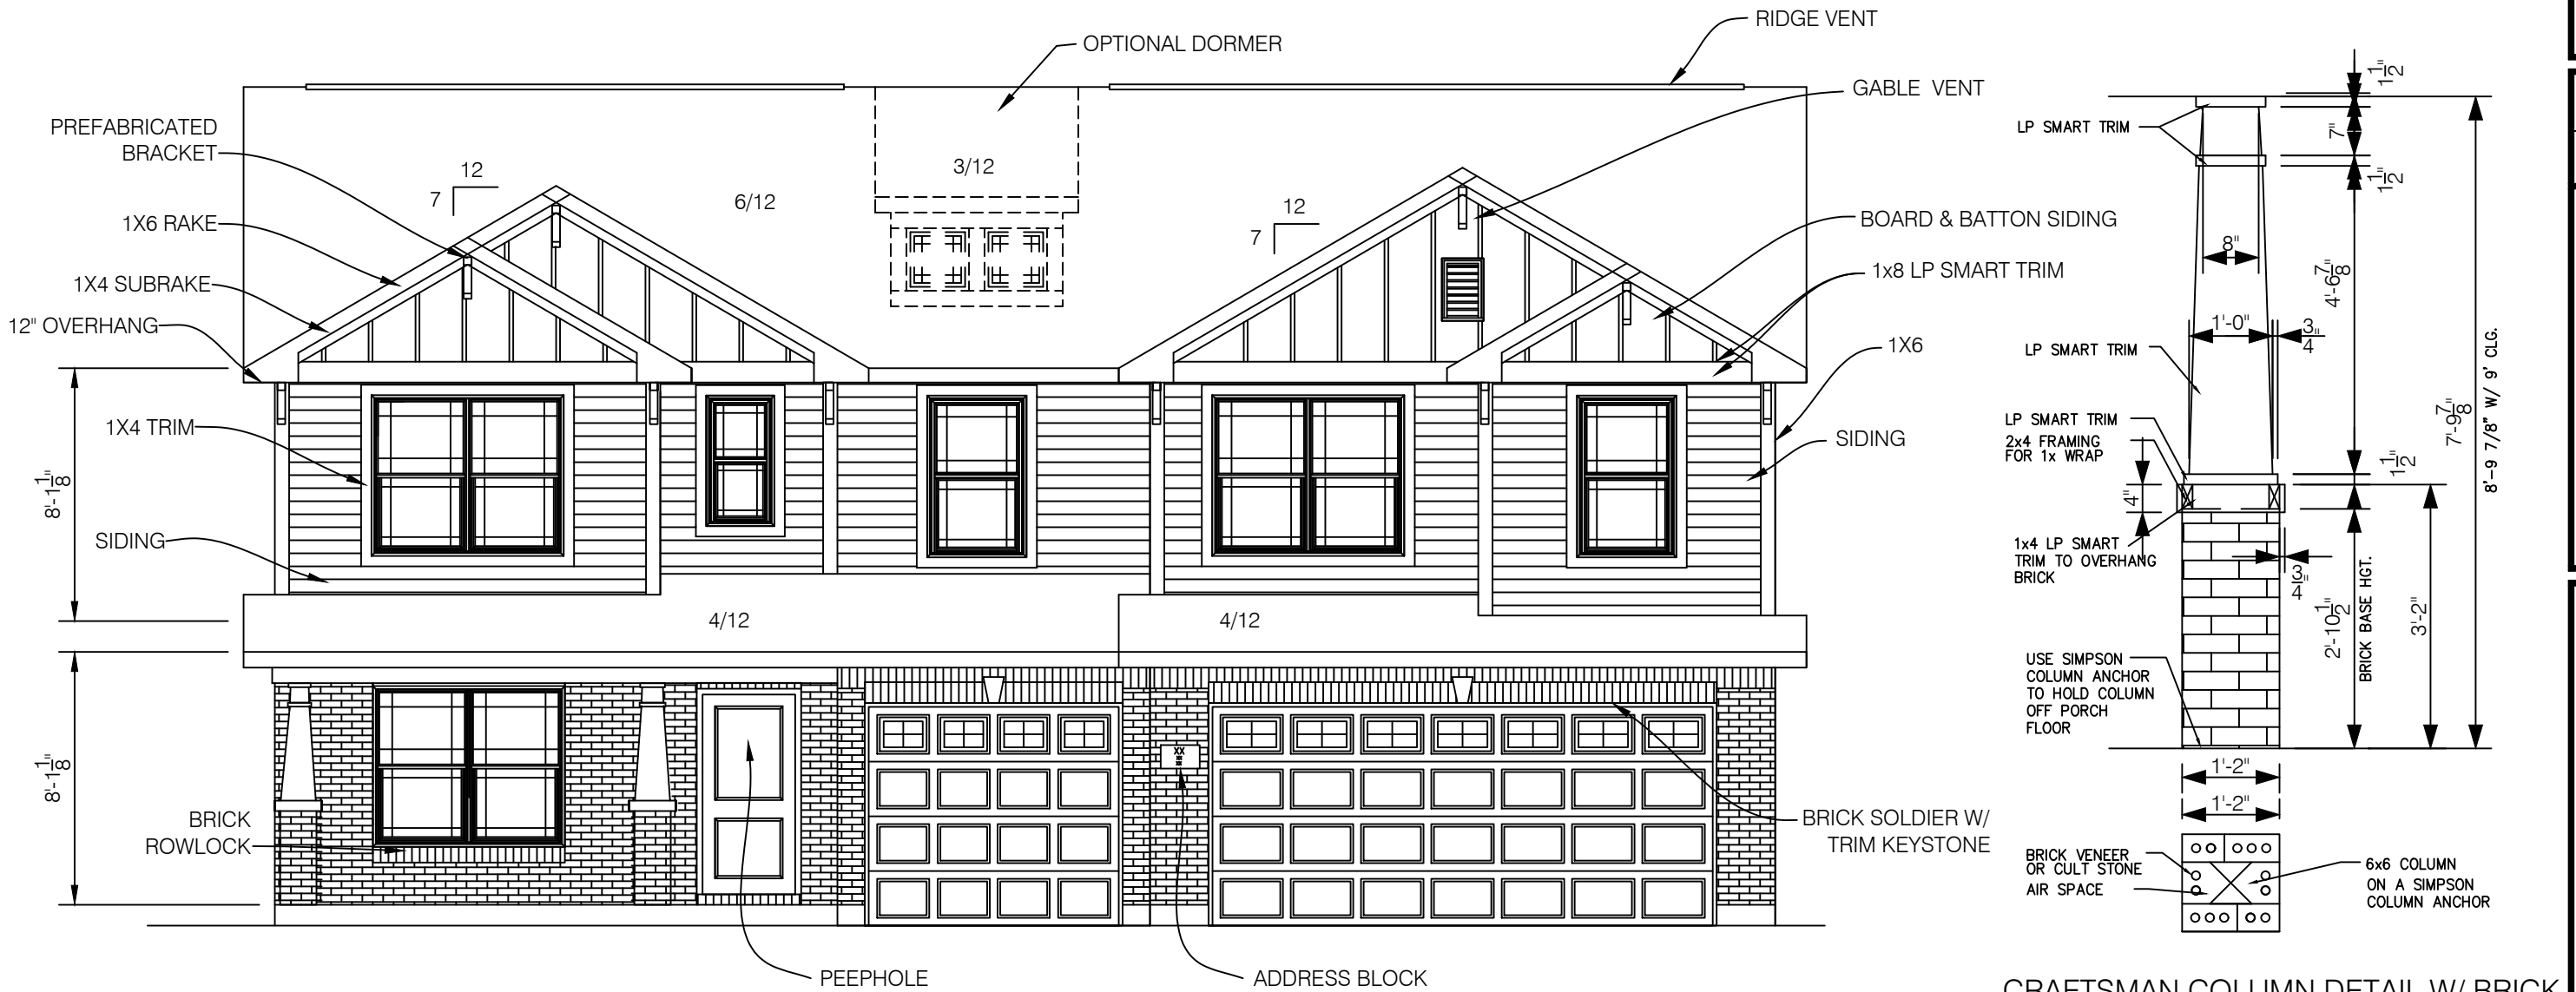 RIDGE VENT
OPTIONAL DORMER
GABLE VENT
PREFABRICATED
BRACKET
12
7
3/12
6/12
12
7
1X6 RAKE
BOARD & BATTON SIDING
1X4 SUBRAKE
1x8 LP SMART TRIM
12" OVERHANG
1X6
1X4 TRIM
SIDING
8'-1 1/8"
SIDING
4/12
4/12
8'-1 1/8"
XX
XX
XX
BRICK
ROWLOCK
BRICK SOLDIER W/
TRIM KEYSTONE
PEEPHOLE
ADDRESS BLOCK
1 1/2"
LP SMART TRIM
7"
1 1/2"
8"
4'-6 7/8"
1'-0"
3/4"
LP SMART TRIM
7'-9 7/8"
8'-9 7/8" W/ 9' CLG.
LP SMART TRIM
2x4 FRAMING
FOR 1x WRAP
1 1/2"
4"
1x4 LP SMART
TRIM TO OVERHANG
BRICK
3/4"
2'-10 1/2"
BRICK BASE HGT.
3'-2"
USE SIMPSON
COLUMN ANCHOR
TO HOLD COLUMN
OFF PORCH
FLOOR
1'-2"
1'-2"
BRICK VENEER
OR CULT STONE
AIR SPACE
6x6 COLUMN
ON A SIMPSON
COLUMN ANCHOR
CRAFTSMAN COLUMN DETAIL W/ BRICK